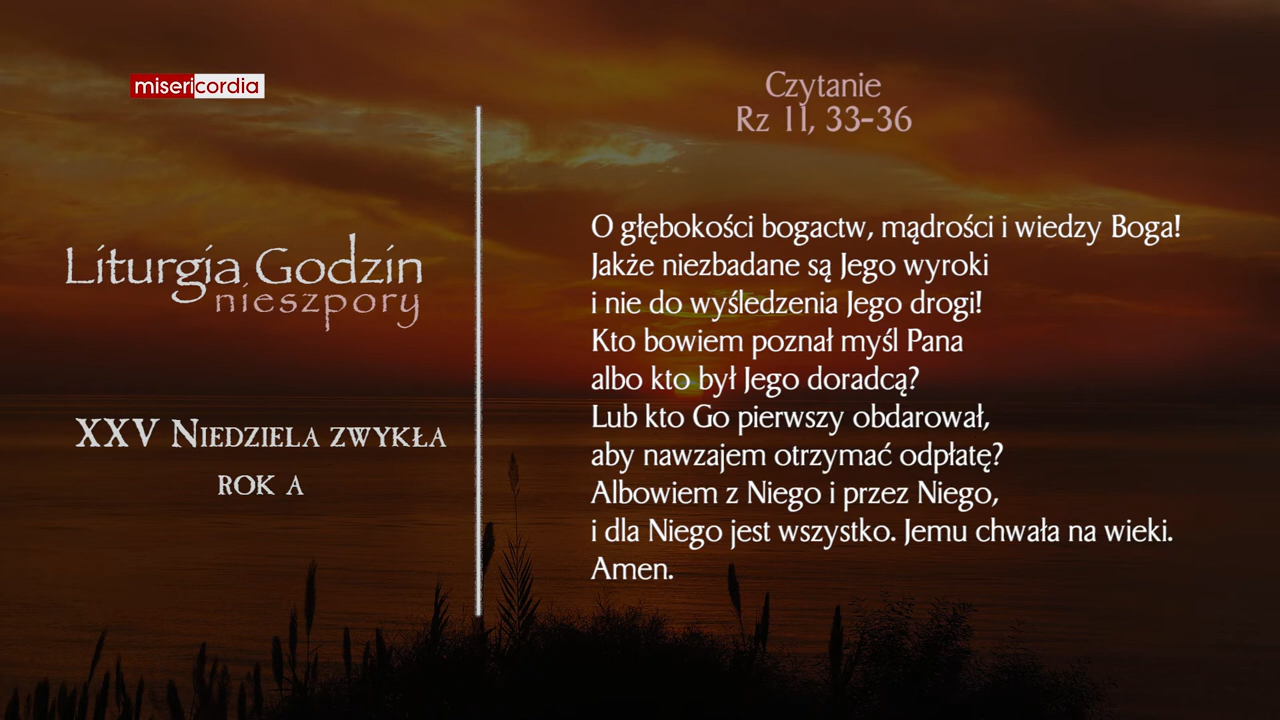 misericordia
Liturgia Godzin
nieszpory
XXV Niedziela zwykła
rok A
Czytanie
Rz 11, 33-36
O głębokości bogactw, mądrości i wiedzy Boga!
Jakże niezbadane są Jego wyroki
i nie do wyśledzenia Jego drogi!
Kto bowiem poznał myśl Pana
albo kto był Jego doradcą?
Lub kto Go pierwszy obdarował,
aby nawzajem otrzymać odpłatę?
Albowiem z Niego i przez Niego,
i dla Niego jest wszystko. Jemu chwała na wieki.
Amen.